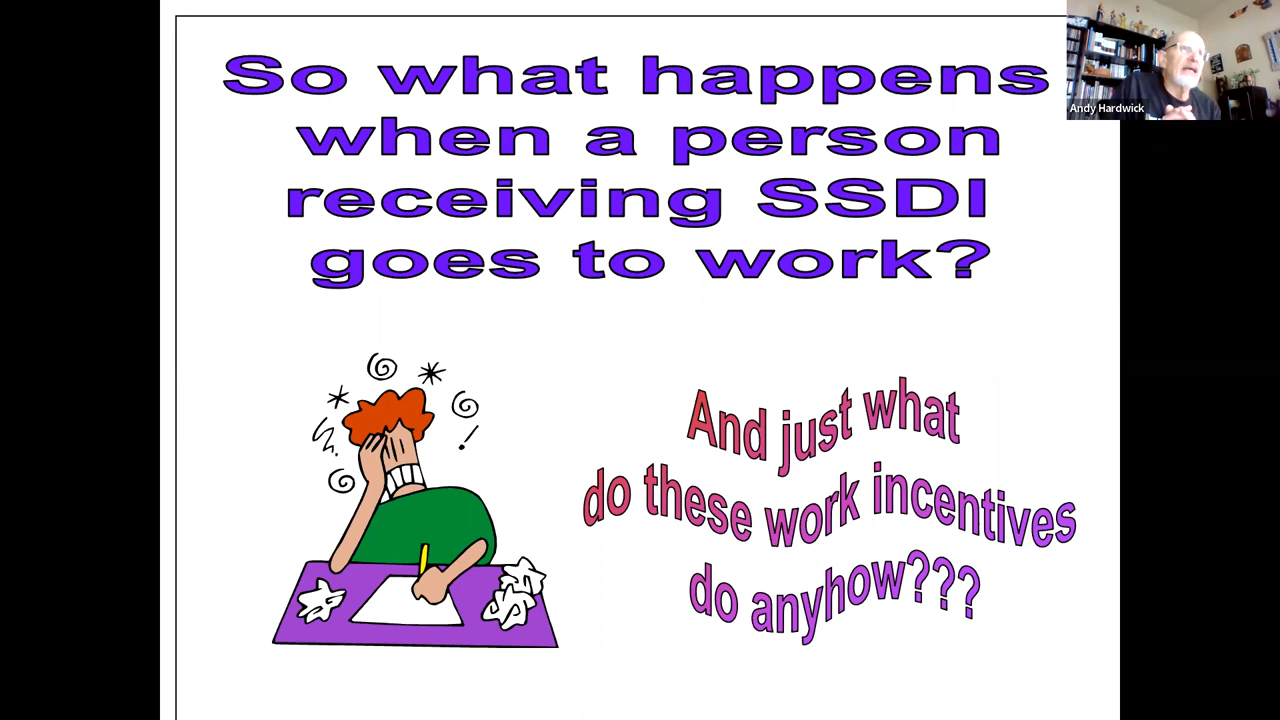 So what happens
when a person
receiving SSDI
goes to work?
And just what
do these work incentives
do anyhow???
Andy Hardwick